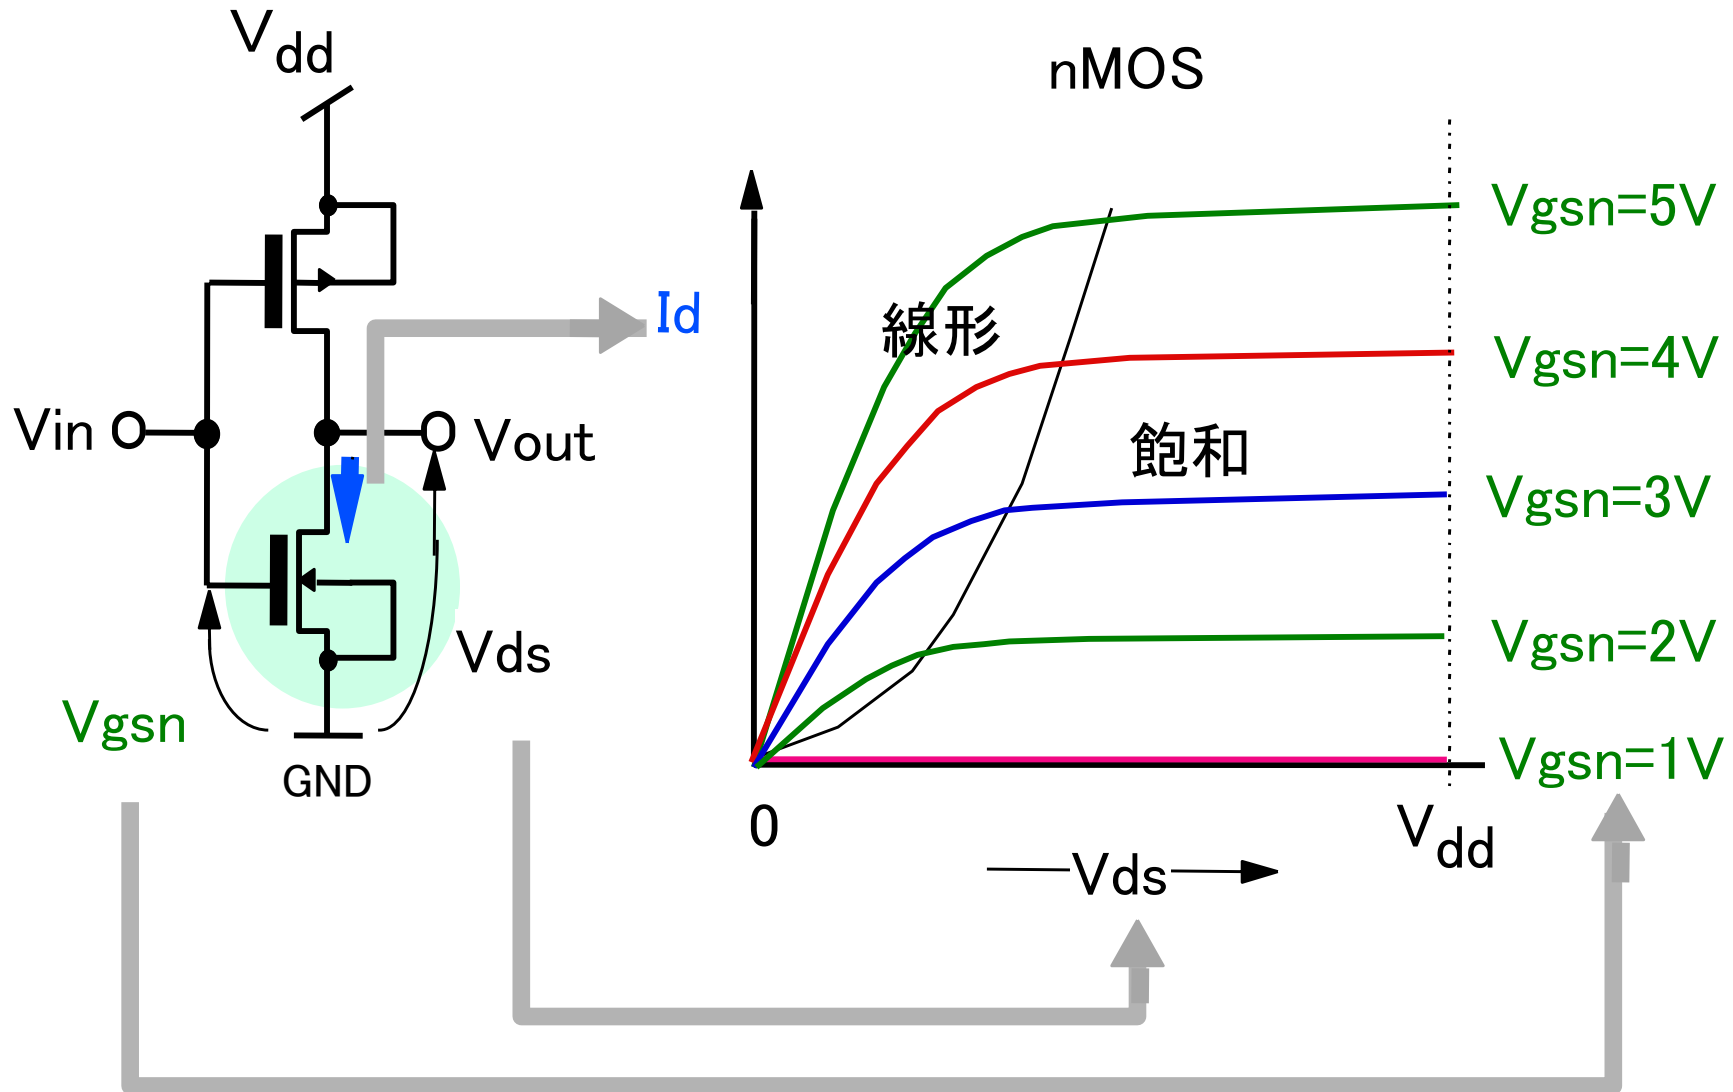 Vdd
nMOS
Vgsn=5V
Id
線形
Vgsn=4V
Vin
Vout
飽和
Vgsn=3V
Vds
Vgsn=2V
Vgsn
GND
Vgsn=1V
0
Vdd
Vds